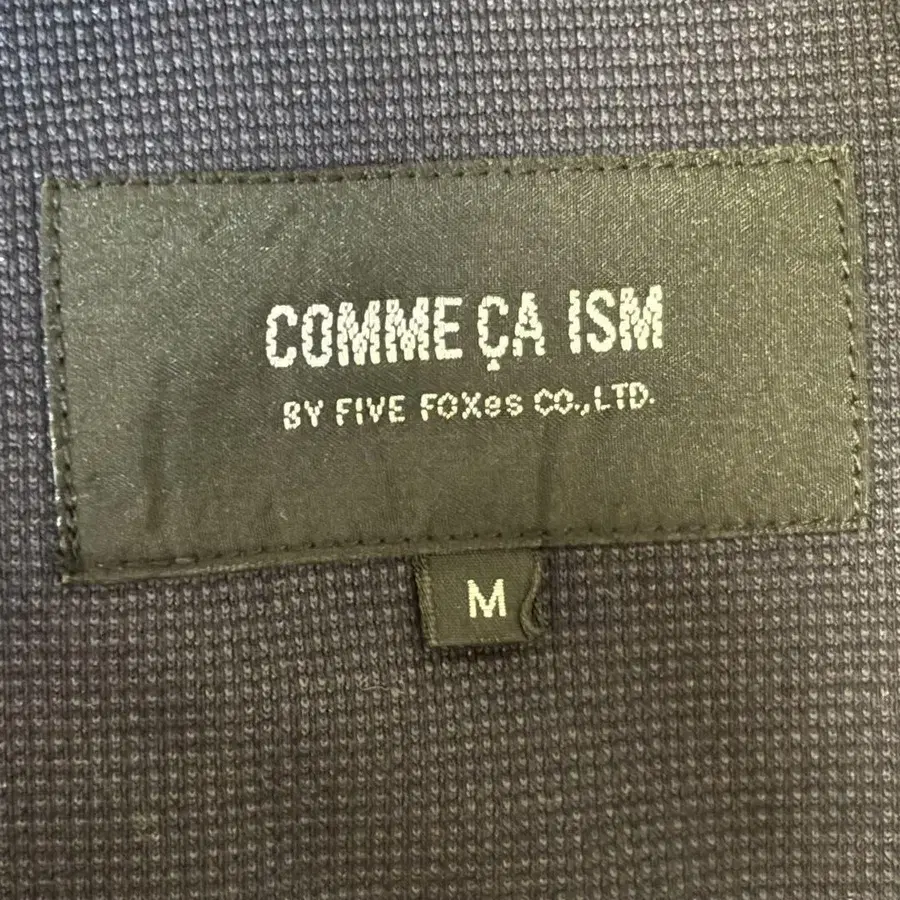 COMME ÇA ISM
BY FIVE FOXes CO.,LTD.
M